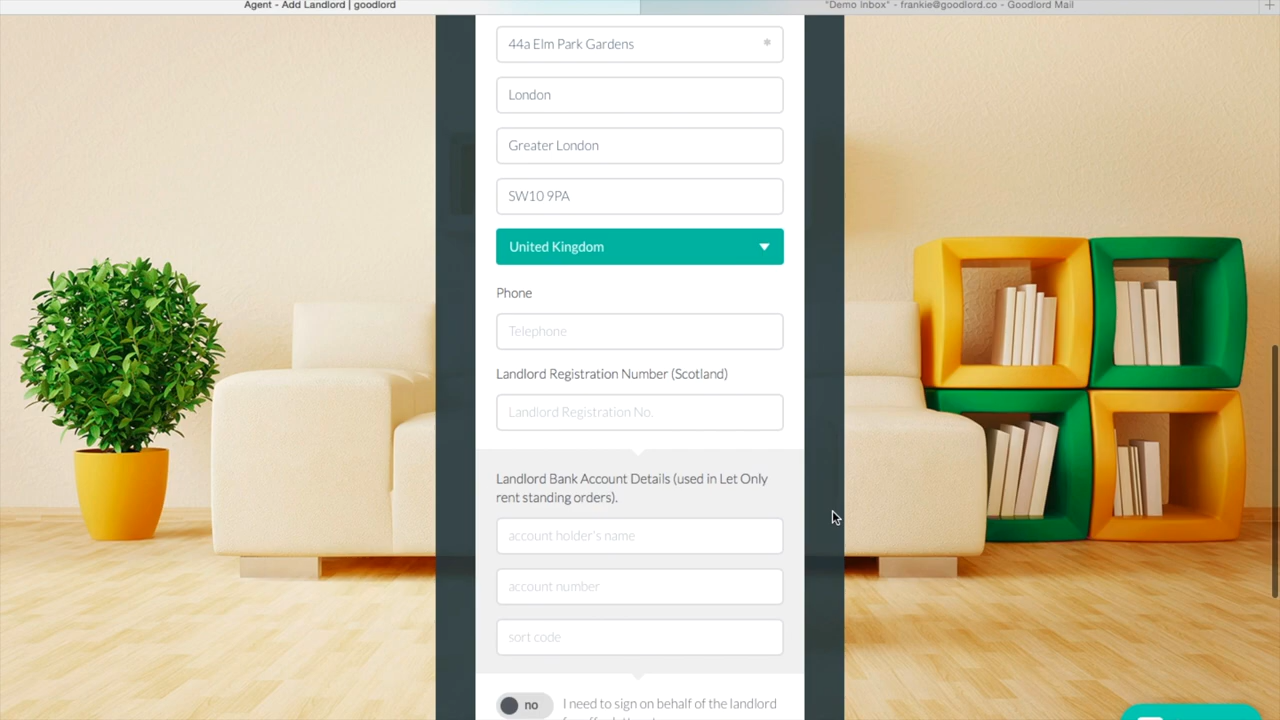 Agent - Add Landlord | goodlord
"Demo Inbox" - frankie@goodlord.co - Goodlord Mail
44a Elm Park Gardens *
London
Greater London
SW10 9PA
United Kingdom
Phone
Telephone
Landlord Registration Number (Scotland)
Landlord Registration No.
Landlord Bank Account Details (used in Let Only
rent standing orders).
account holder's name
account number
sort code
no I need to sign on behalf of the landlord